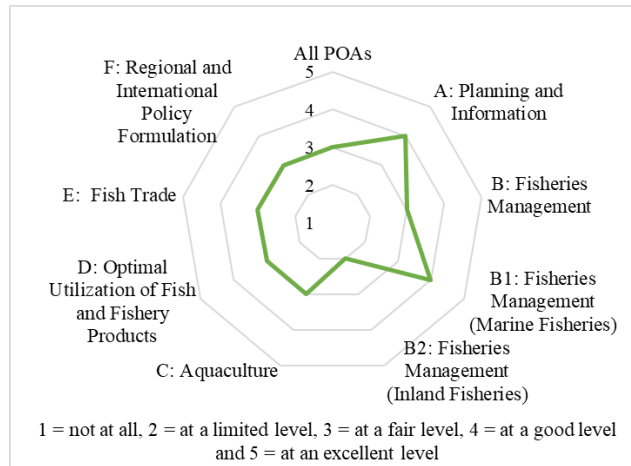 All POAs
A: Planning and
Information
B: Fisheries
Management
B1: Fisheries
Management
(Marine Fisheries)
B2: Fisheries
Management
(Inland Fisheries)
C: Aquaculture
D: Optimal
Utilization of Fish
and Fishery
Products
E: Fish Trade
F: Regional and
International
Policy
Formulation
5
4
3
2
1
1 = not at all, 2 = at a limited level, 3 = at a fair level, 4 = at a good level
and 5 = at an excellent level